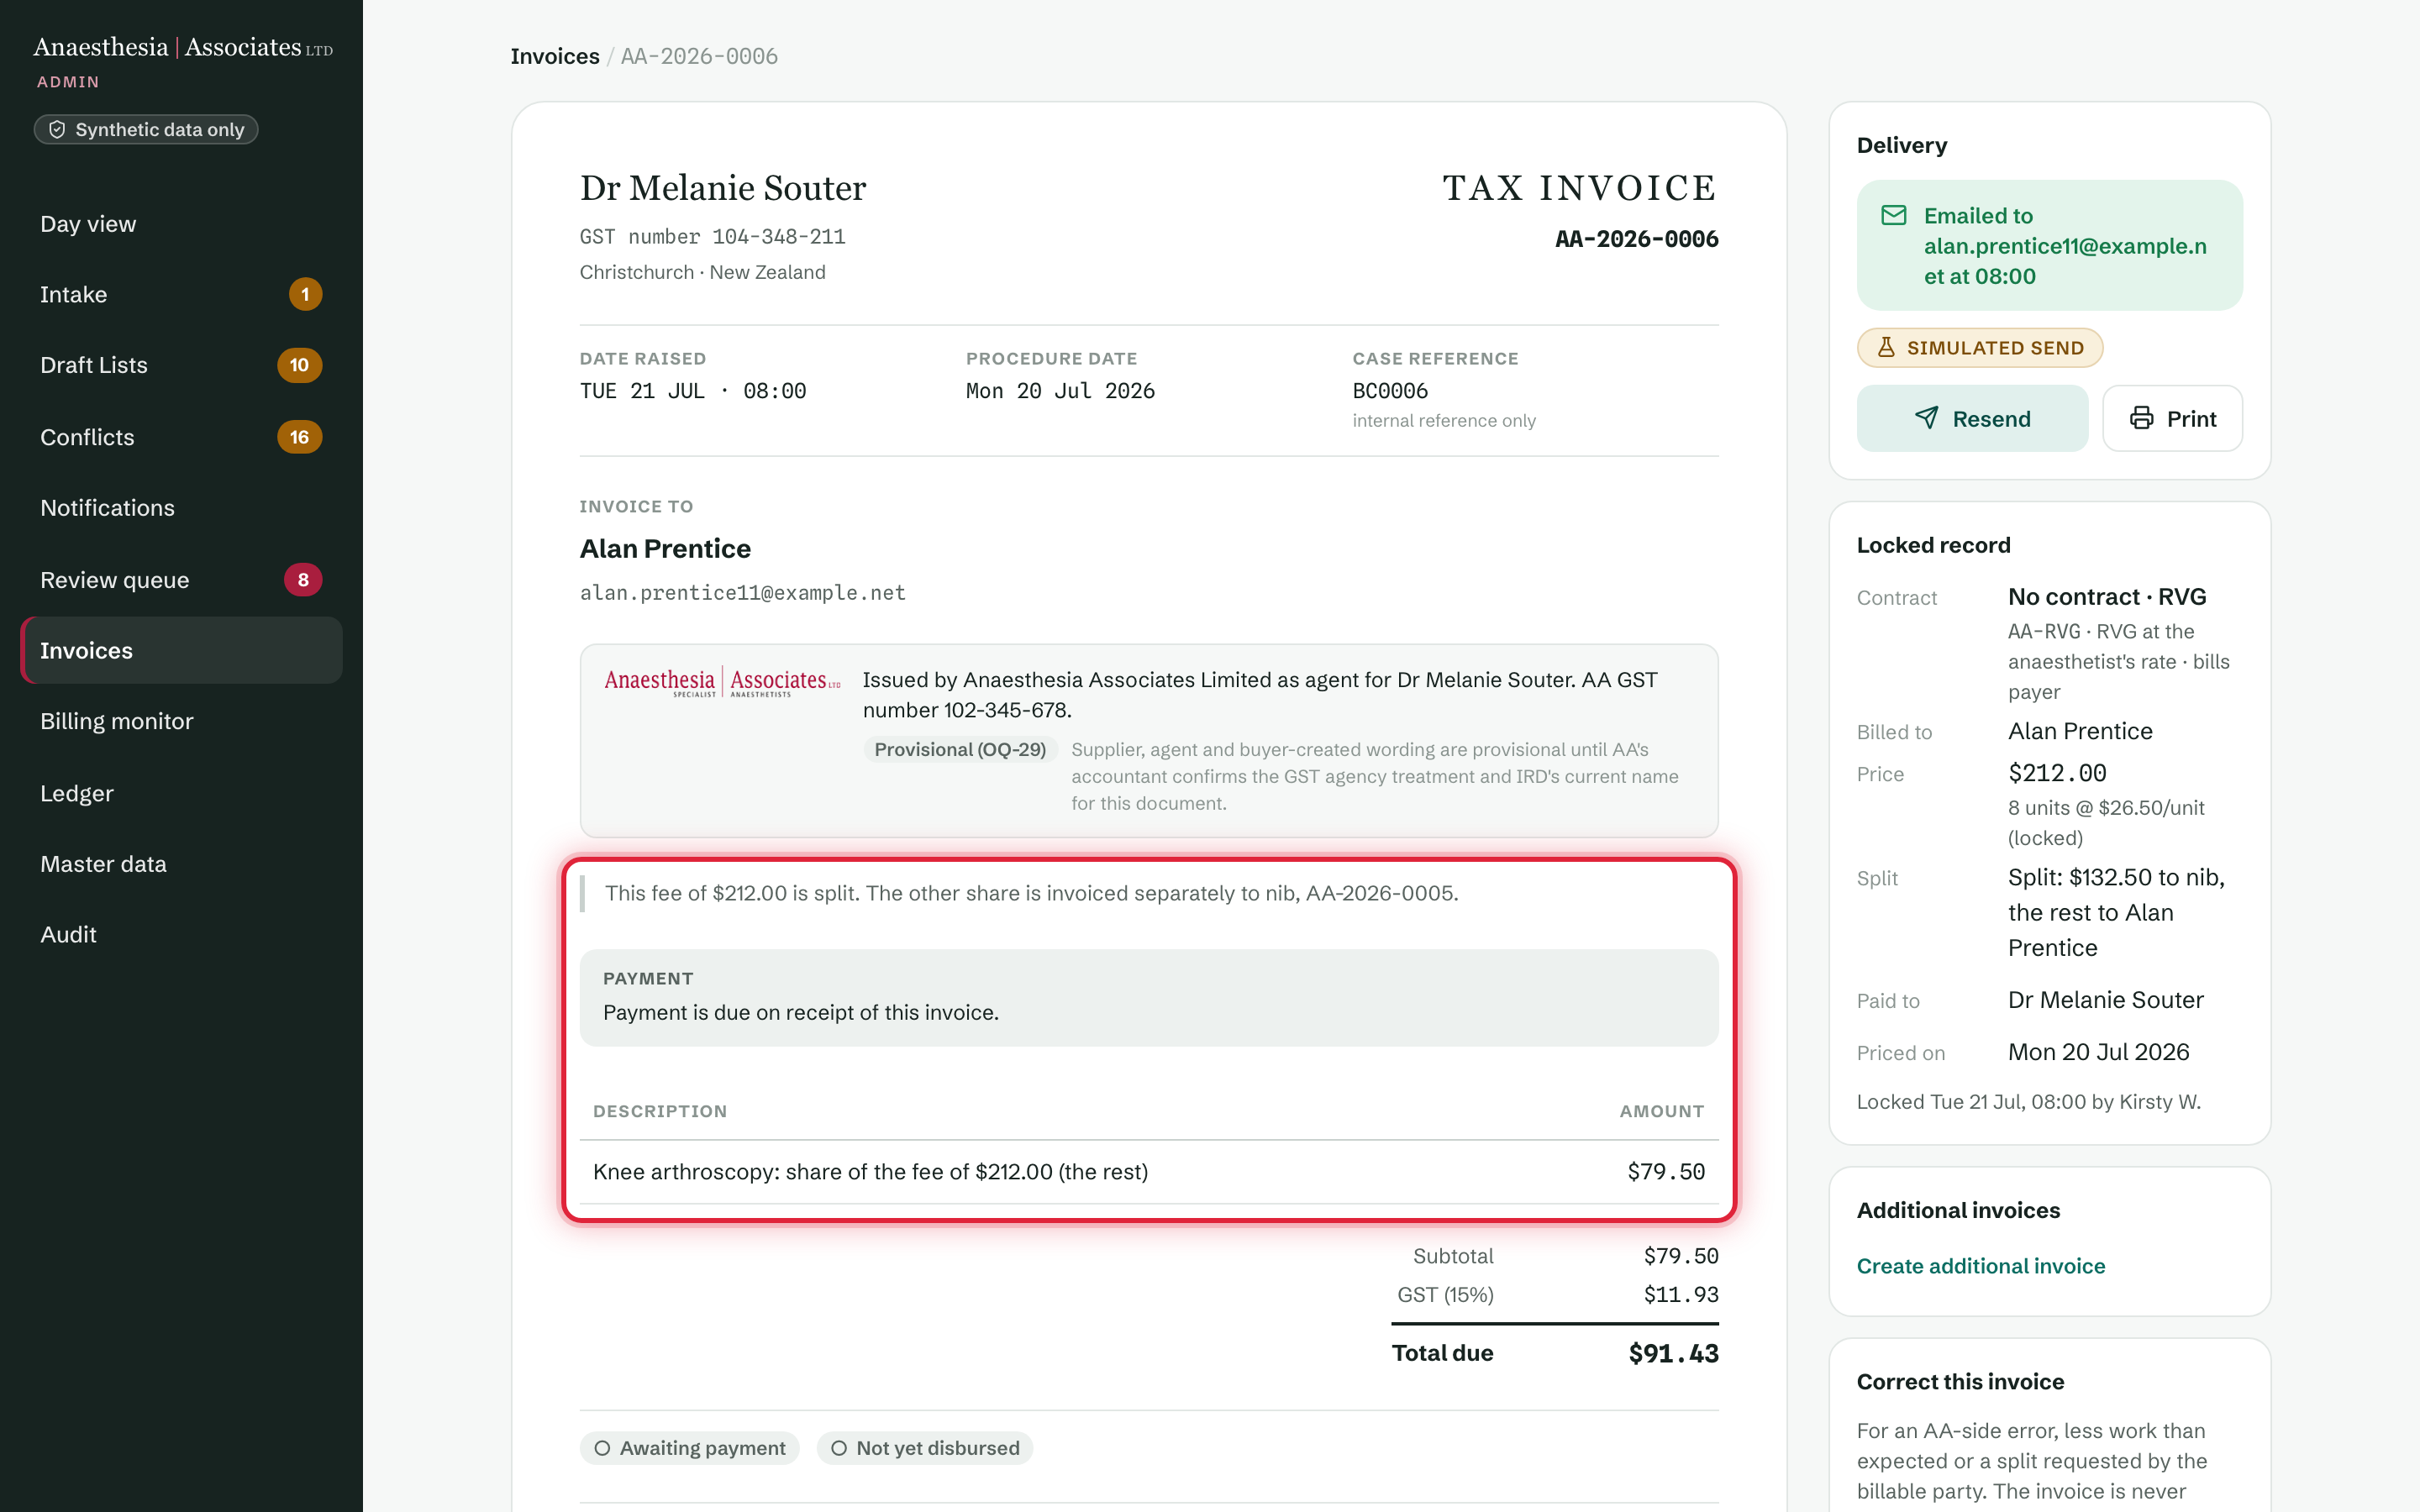 Anaesthesia | Associates LTD
ADMIN
Synthetic data only
Day view
Intake 1
Draft Lists 10
Conflicts 16
Notifications
Review queue 8
Invoices
Billing monitor
Ledger
Master data
Audit
Invoices / AA-2026-0006
Dr Melanie Souter
TAX INVOICE
GST number 104-348-211
AA-2026-0006
Christchurch · New Zealand
DATE RAISED
TUE 21 JUL · 08:00
PROCEDURE DATE
Mon 20 Jul 2026
CASE REFERENCE
BC0006
internal reference only
INVOICE TO
Alan Prentice
alan.prentice11@example.net
Anaesthesia | Associates LTD
SPECIALIST ANAESTHETISTS
Issued by Anaesthesia Associates Limited as agent for Dr Melanie Souter. AA GST
number 102-345-678.
Provisional (OQ-29)
Supplier, agent and buyer-created wording are provisional until AA's
accountant confirms the GST agency treatment and IRD's current name
for this document.
This fee of $212.00 is split. The other share is invoiced separately to nib, AA-2026-0005.
PAYMENT
Payment is due on receipt of this invoice.
DESCRIPTION AMOUNT
Knee arthroscopy: share of the fee of $212.00 (the rest) $79.50
Subtotal $79.50
GST (15%) $11.93
Total due $91.43
Awaiting payment
Not yet disbursed
Delivery
Emailed to
alan.prentice11@example.n
et at 08:00
SIMULATED SEND
Resend
Print
Locked record
Contract No contract · RVG
AA-RVG · RVG at the
anaesthetist's rate · bills
payer
Billed to Alan Prentice
Price $212.00
8 units @ $26.50/unit
(locked)
Split Split: $132.50 to nib,
the rest to Alan
Prentice
Paid to Dr Melanie Souter
Priced on Mon 20 Jul 2026
Locked Tue 21 Jul, 08:00 by Kirsty W.
Additional invoices
Create additional invoice
Correct this invoice
For an AA-side error, less work than
expected or a split requested by the
billable party. The invoice is never